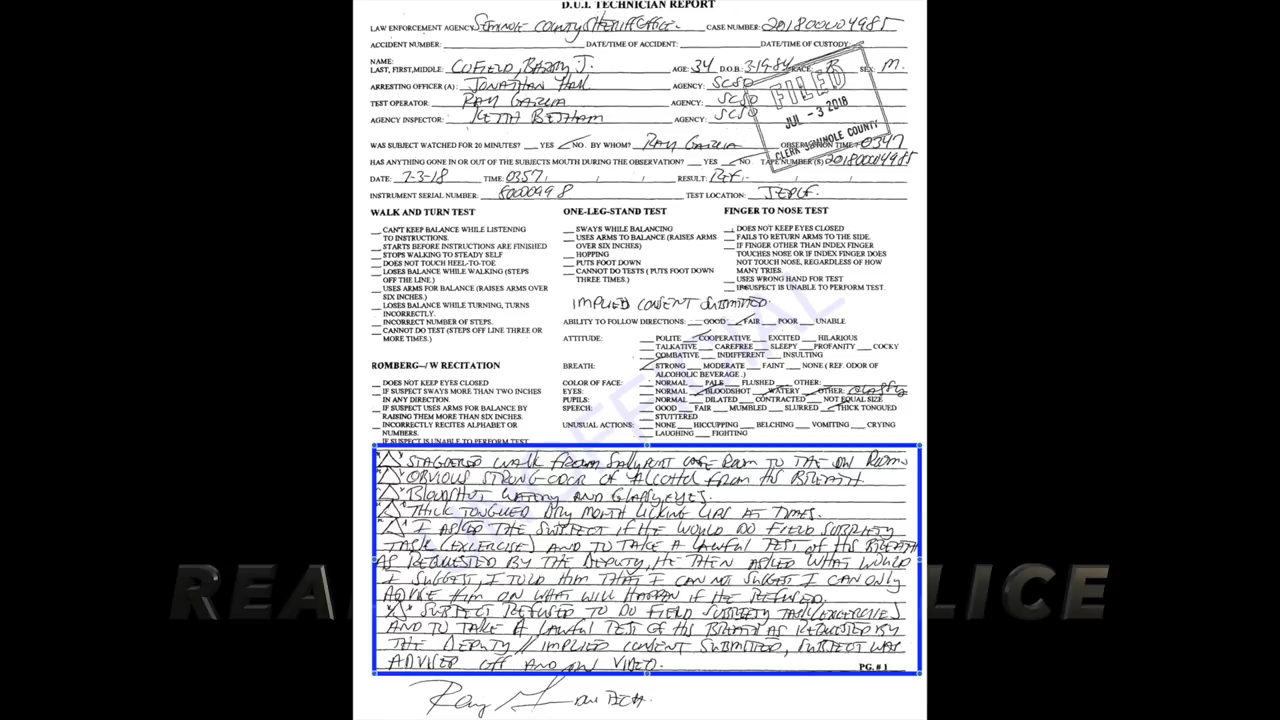 D.U.I. TECHNICIAN REPORT
LAW ENFORCEMENT AGENCY SEMINOLE COUNTY SHERIFF OFFICE. CASE NUMBER: 201800004985
ACCIDENT NUMBER: DATE/TIME OF ACCIDENT: DATE/TIME OF CUSTODY:
NAME:
LAST, FIRST,MIDDLE: COFIELD, BARRY J. AGE: 34 D.O.B. 3-19-84 RACE: B SEX: M.
ARRESTING OFFICER (A) : JONATHAN AGENCY: SCSO
TEST OPERATOR: RAY GARCIA AGENCY: SCSO
AGENCY INSPECTOR: KEITH BETHAM AGENCY: SCSO
FILED
JUL -3 2018
CLERK SEMINOLE COUNTY
WAS SUBJECT WATCHED FOR 20 MINUTES? YES NO. BY WHOM? RAY GARCIA OBSERVATION TIME: 0347
HAS ANYTHING GONE IN OR OUT OF THE SUBJECTS MOUTH DURING THE OBSERVATION? YES NO. TAPE NUMBER (S) 201800004985
DATE: 7-3-18 TIME: 0357 RESULT: REF.
INSTRUMENT SERIAL NUMBER: 80000998 TEST LOCATION: JEPCF.
WALK AND TURN TEST
CAN'T KEEP BALANCE WHILE LISTENING
TO INSTRUCTIONS.
STARTS BEFORE INSTRUCTIONS ARE FINISHED
STOPS WALKING TO STEADY SELF
DOES NOT TOUCH HEEL-TO-TOE
LOSES BALANCE WHILE WALKING (STEPS
OFF THE LINE.)
USES ARMS FOR BALANCE (RAISES ARMS OVER
SIX INCHES.)
LOSES BALANCE WHILE TURNING, TURNS
INCORRECTLY.
INCORRECT NUMBER OF STEPS.
CANNOT DO TEST (STEPS OFF LINE THREE OR
MORE TIMES.)
ROMBERG--/ W RECITATION
DOES NOT KEEP EYES CLOSED
IF SUSPECT SWAYS MORE THAN TWO INCHES
IN ANY DIRECTION.
IF SUSPECT USES ARMS FOR BALANCE BY
RAISING THEM MORE THAN SIX INCHES.
INCORRECTLY RECITES ALPHABET OR
NUMBERS.
IF SUSPECT IS UNABLE TO PERFORM TEST
ONE-LEG-STAND TEST
SWAYS WHILE BALANCING
USES ARMS TO BALANCE (RAISES ARMS
OVER SIX INCHES)
HOPPING
PUTS FOOT DOWN
CANNOT DO TESTS ( PUTS FOOT DOWN
THREE TIMES.)
FINGER TO NOSE TEST
DOES NOT KEEP EYES CLOSED
FAILS TO RETURN ARMS TO THE SIDE.
IF FINGER OTHER THAN INDEX FINGER
TOUCHES NOSE OR IF INDEX FINGER DOES
NOT TOUCH NOSE, REGARDLESS OF HOW
MANY TRIES.
USES WRONG HAND FOR TEST
IF SUSPECT IS UNABLE TO PERFORM TEST.
IMPLIED CONSENT SUBMITTED.
ABILITY TO FOLLOW DIRECTIONS: GOOD FAIR POOR UNABLE
ATTITUDE: POLITE COOPERATIVE EXCITED HILARIOUS
TALKATIVE CAREFREE SLEEPY PROFANITY COCKY
COMBATIVE INDIFFERENT INSULTING
BREATH: STRONG MODERATE FAINT NONE ( REF. ODOR OF
ALCOHOLIC BEVERAGE .)
COLOR OF FACE: NORMAL PALE FLUSHED OTHER:
EYES: NORMAL BLOODSHOT WATERY OTHER: Glassy
PUPILS: NORMAL DILATED CONTRACTED NOT EQUAL SIZE
SPEECH: GOOD FAIR MUMBLED SLURRED THICK TONGUED
STUTTERED
UNUSUAL ACTIONS: NONE HICCUPPING BELCHING VOMITING CRYING
LAUGHING FIGHTING
STAGGERED WALK FROM Sallyport ROOM TO THE ROOM
OBVIOUS STRONG ODOR OF ALCOHOL FROM HIS BREATH
BLOODSHOT WATERY AND GLASSY EYES.
THICK TONGUED DRY MOUTH LICKING LIPS AT TIMES.
I ASKED THE SUBJECT IF HE WOULD DO FIELD SOBRIETY
TASK (EXCERCISE) AND TO TAKE A LAWFUL TEST OF HIS BREATH
AS REQUESTED BY THE DEPUTY, HE THEN ASKED WHAT WOULD
I SUGGEST, I TOLD HIM THAT I CAN NOT SUGGEST I CAN ONLY
ADVISE HIM ON WHAT WILL HAPPEN IF HE REFUSED.
SUBJECT REFUSED TO DO FIELD SOBRIETY TASK/EXCERCISES
AND TO TAKE A LAWFUL TEST OF HIS BREATH AS REQUESTED BY
THE DEPUTY / IMPLIED CONSENT SUBMITTED, SUBJECT WAS
ADVISED OFF AND ON VIDEO.
PG. # 1
DUI TECH.
UNOFFICIAL
REA LICE